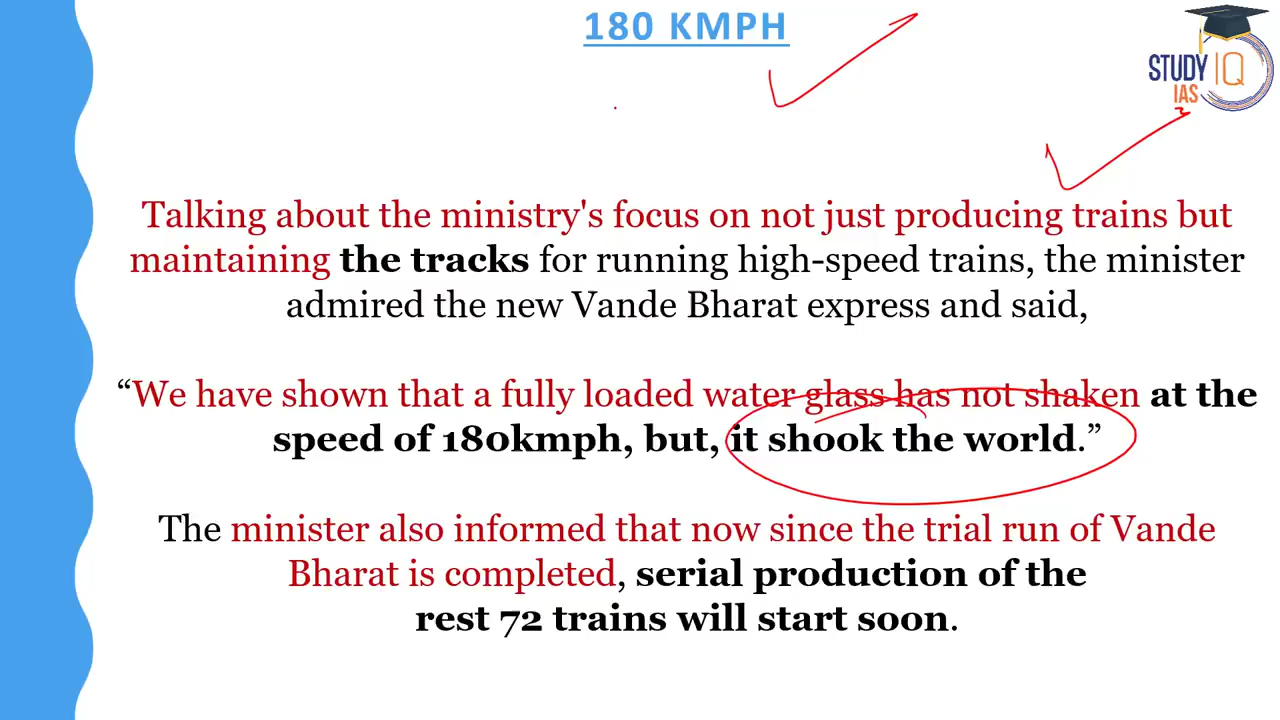 180 KMPH
STUDY IQ
IAS
Talking about the ministry's focus on not just producing trains but
maintaining the tracks for running high-speed trains, the minister
admired the new Vande Bharat express and said,
“We have shown that a fully loaded water glass has not shaken at the
speed of 180kmph, but, it shook the world.”
The minister also informed that now since the trial run of Vande
Bharat is completed, serial production of the
rest 72 trains will start soon.